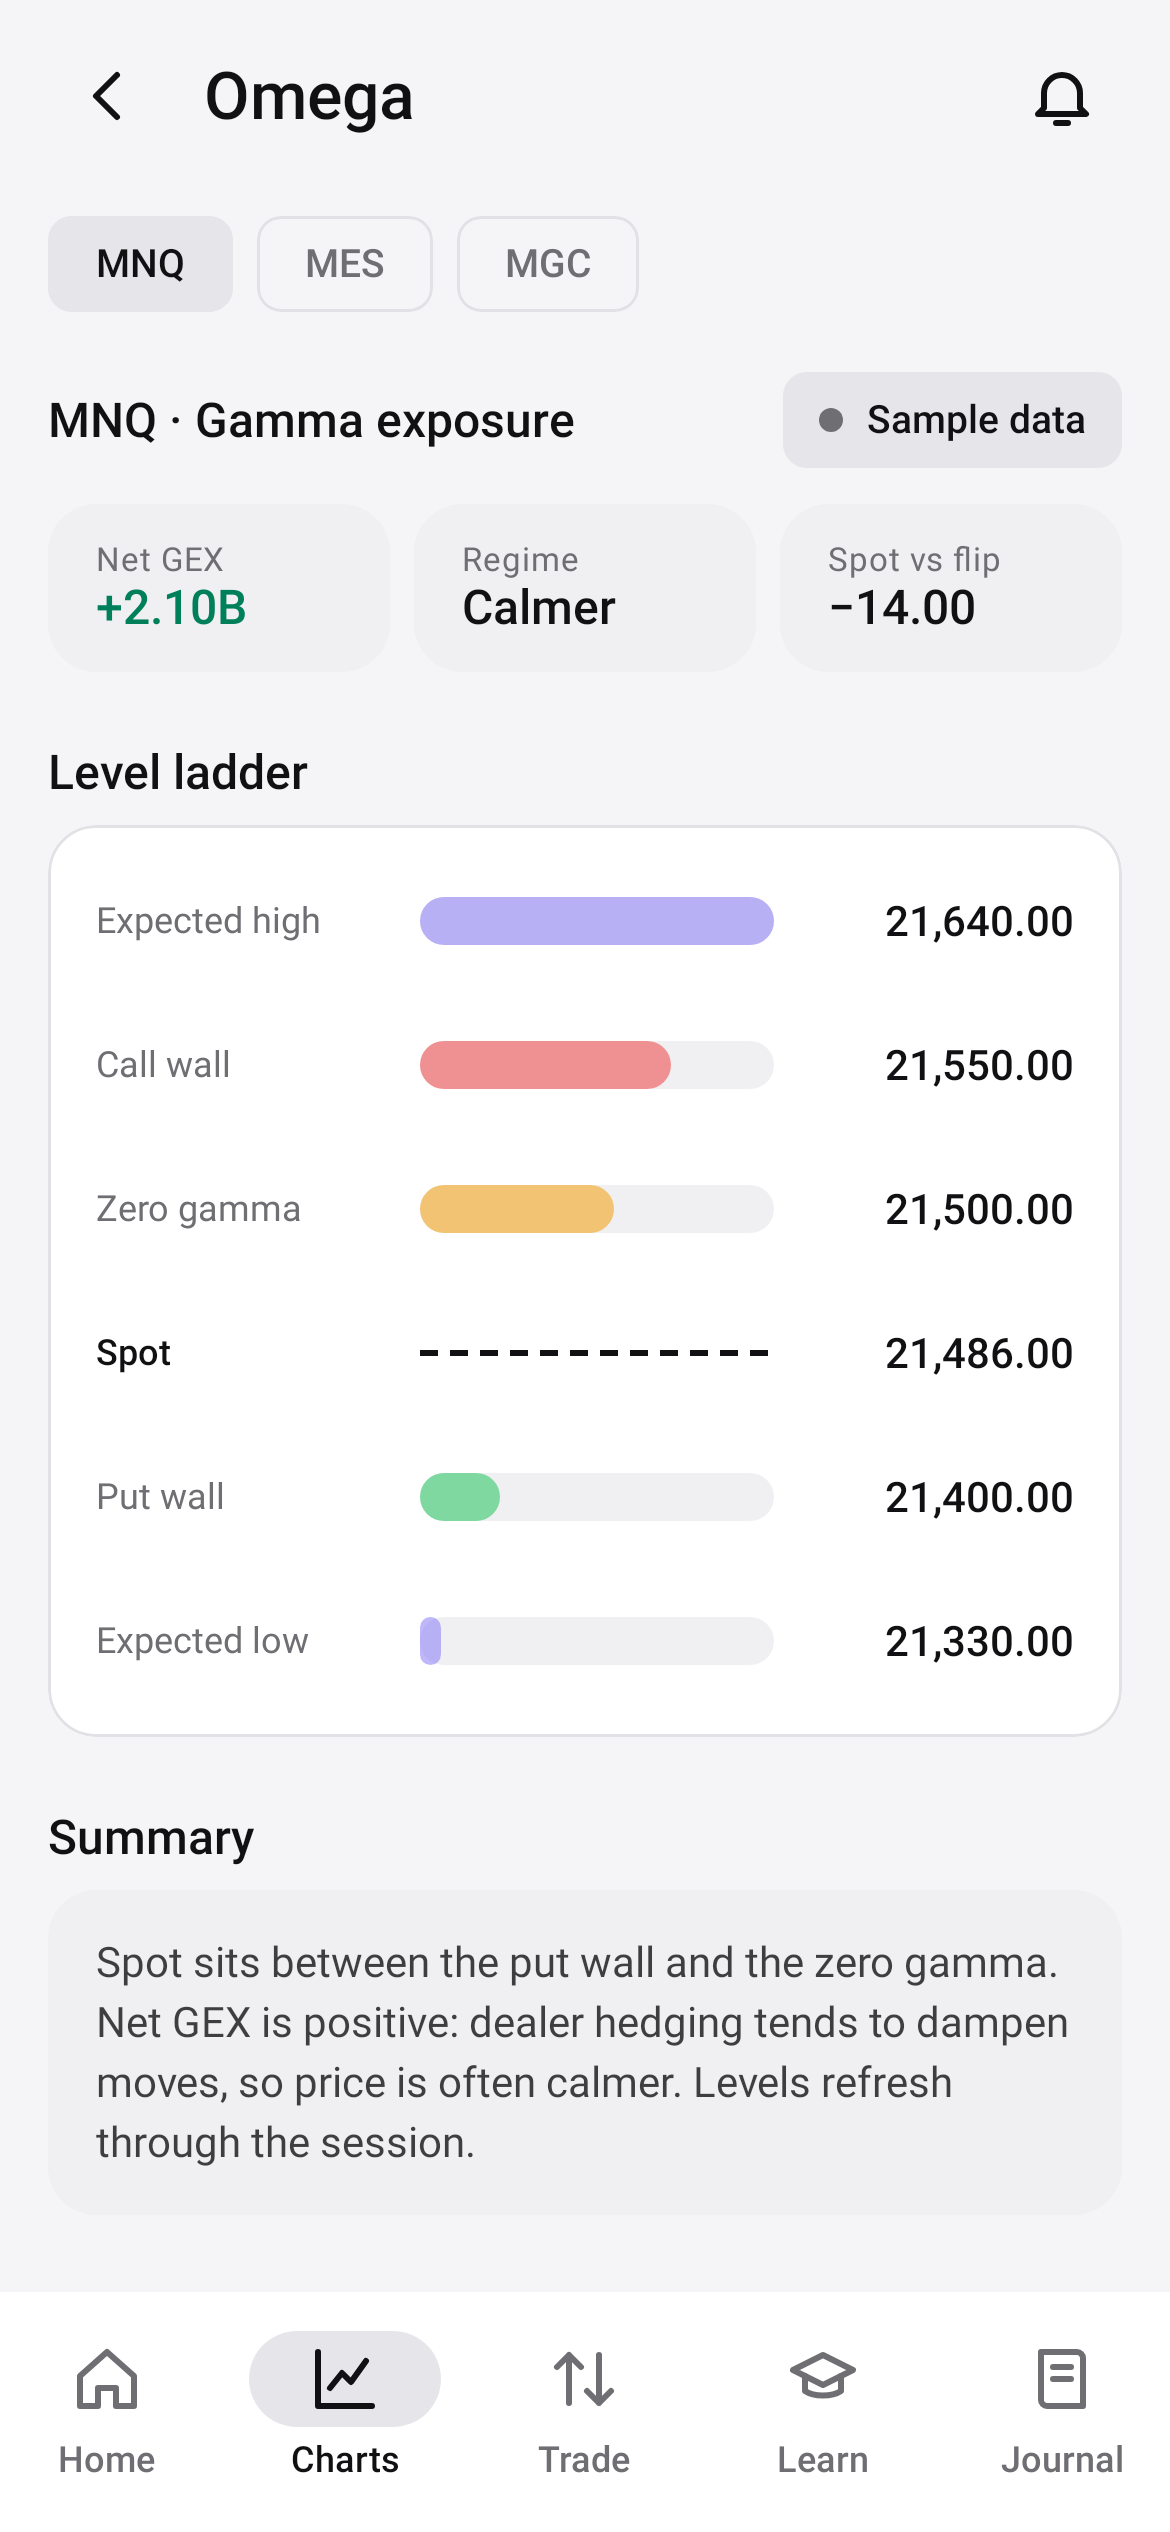 Omega
MNQ
MES
MGC
MNQ · Gamma exposure
Sample data
Net GEX
+2.10B
Regime
Calmer
Spot vs flip
−14.00
Level ladder
Expected high
21,640.00
Call wall
21,550.00
Zero gamma
21,500.00
Spot
21,486.00
Put wall
21,400.00
Expected low
21,330.00
Summary
Spot sits between the put wall and the zero gamma.
Net GEX is positive: dealer hedging tends to dampen
moves, so price is often calmer. Levels refresh
through the session.
Home
Charts
Trade
Learn
Journal